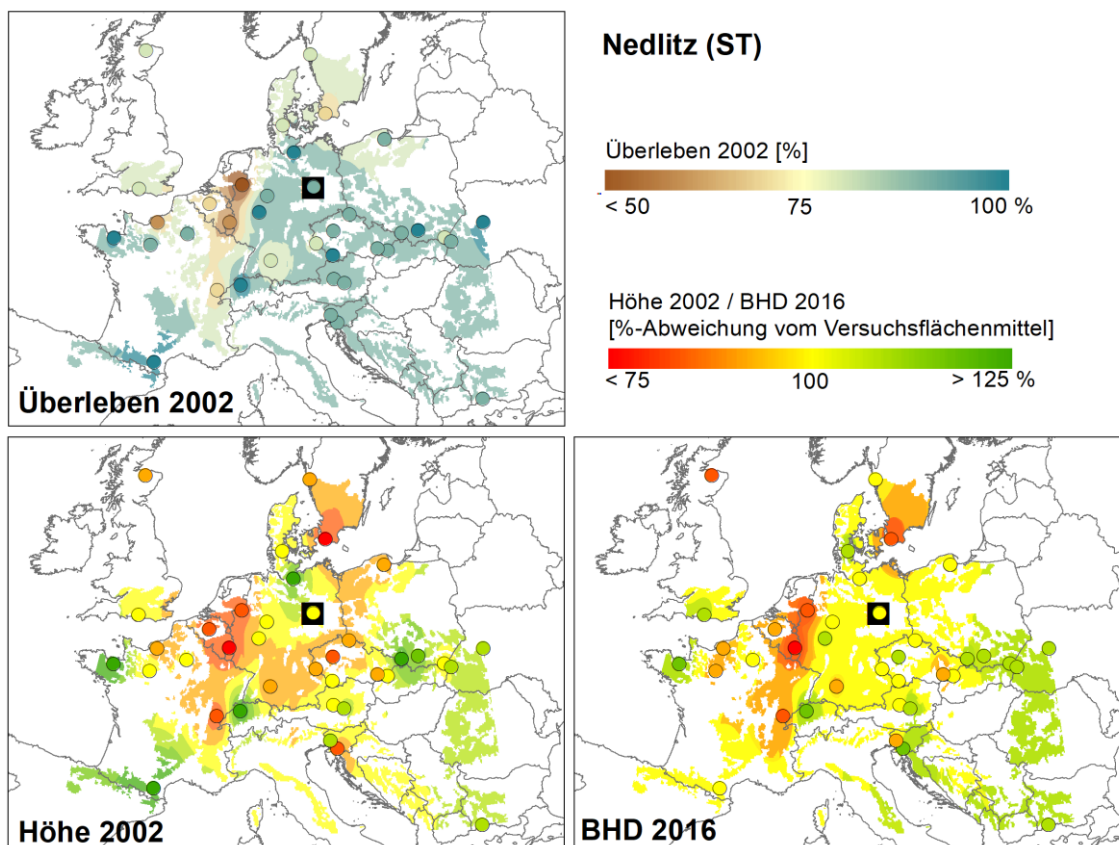 Nedlitz (ST)
Überleben 2002 [%]
< 50 75 100 %
Höhe 2002 / BHD 2016
[%-Abweichung vom Versuchsflächenmittel]
< 75 100 > 125 %
Überleben 2002
Höhe 2002
BHD 2016